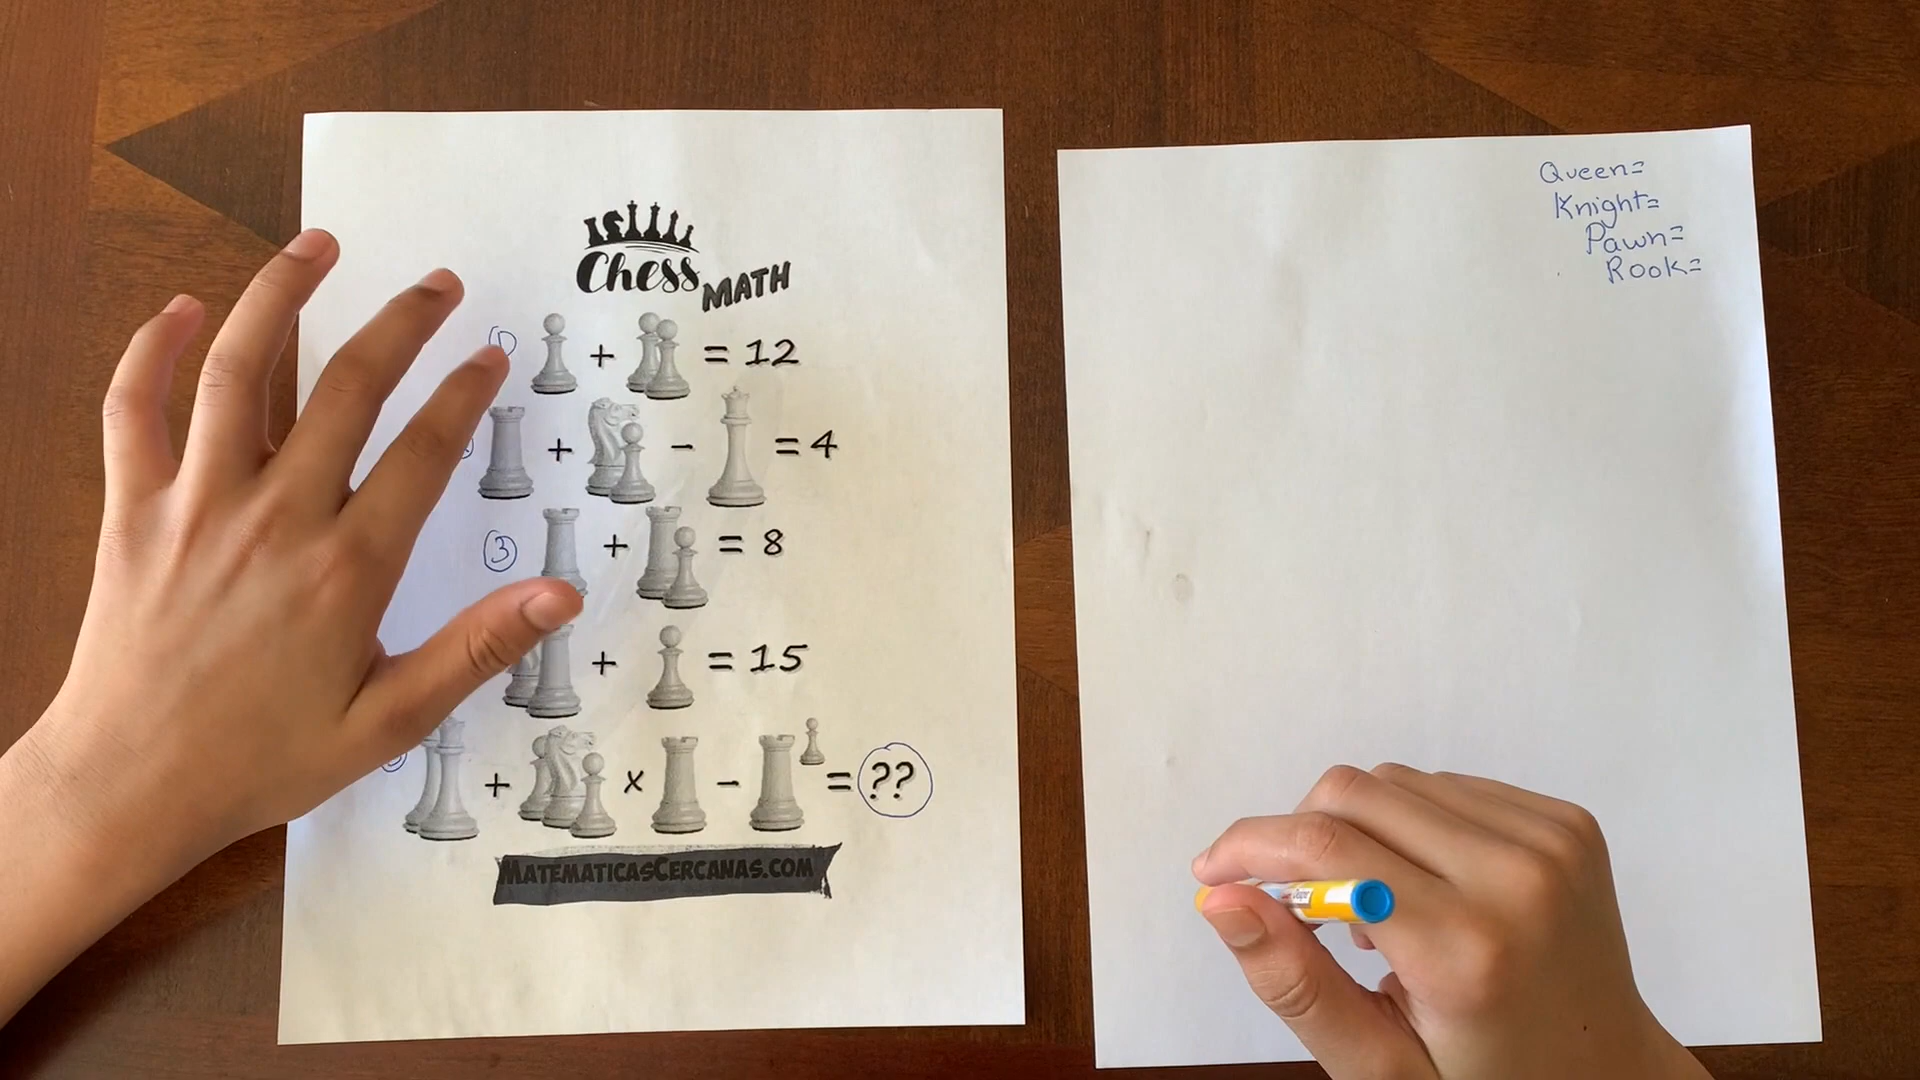 Chess MATH
① + = 12
+ - = 4
③ + = 8
+ = 15
+ x - = ??
MATEMATICASCERCANAS.COM
Queen=
Knight=
Pawn=
Rook=